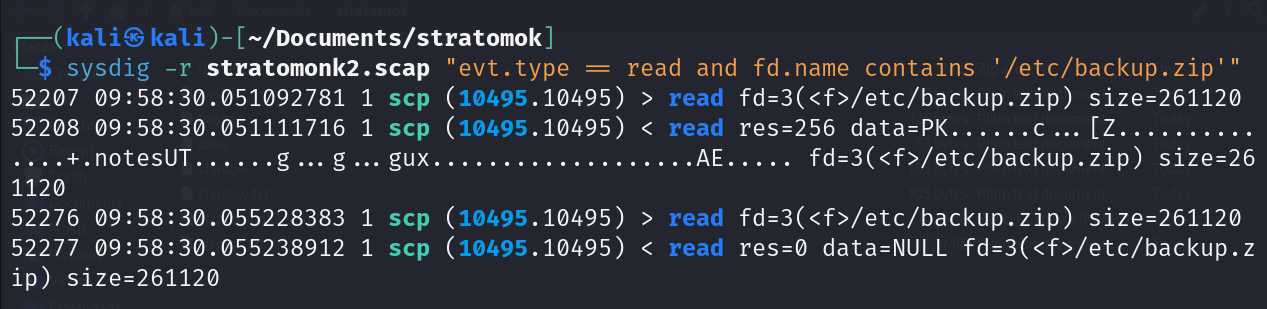 ┌──(kali㉿kali)-[~/Documents/stratomok]
└─$ sysdig -r stratomonk2.scap "evt.type == read and fd.name contains '/etc/backup.zip'"
52207 09:58:30.051092781 1 scp (10495.10495) > read fd=3(<f>/etc/backup.zip) size=261120
52208 09:58:30.051111716 1 scp (10495.10495) < read res=256 data=PK......c...[Z..........
....+.notesUT......g...g...gux....................AE..... fd=3(<f>/etc/backup.zip) size=26
1120
52276 09:58:30.055228383 1 scp (10495.10495) > read fd=3(<f>/etc/backup.zip) size=261120
52277 09:58:30.055238912 1 scp (10495.10495) < read res=0 data=NULL fd=3(<f>/etc/backup.z
ip) size=261120